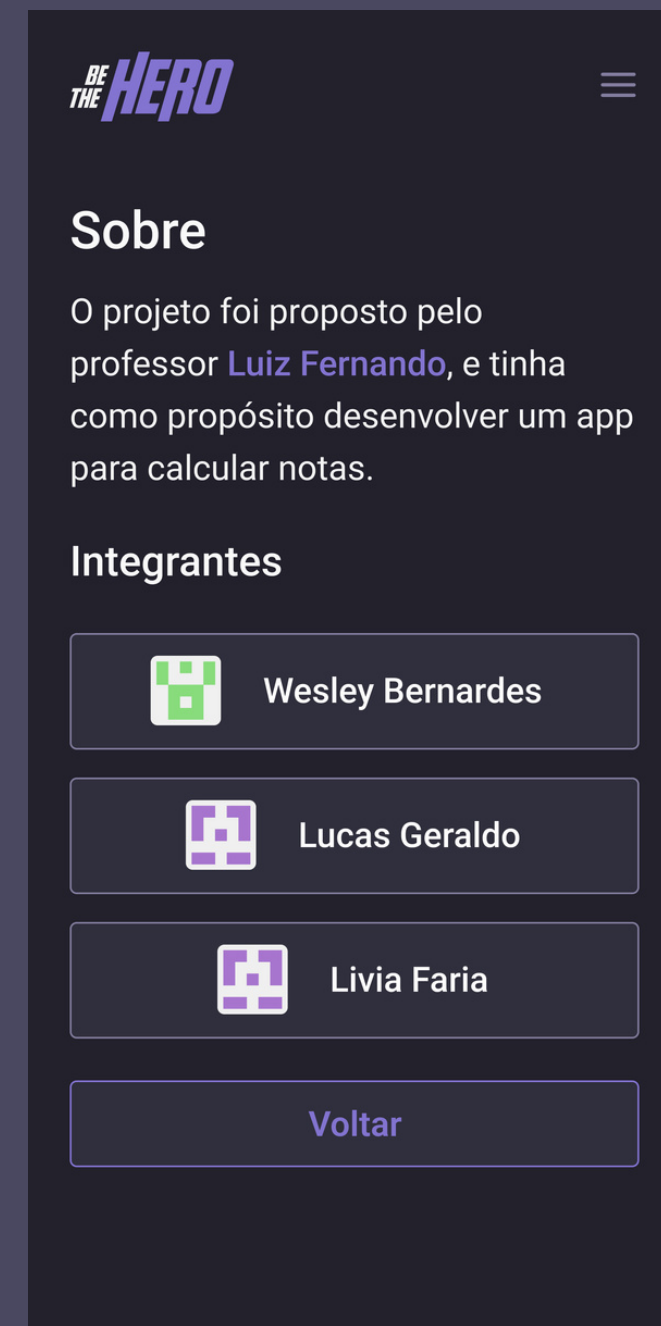 BE
THE HERO
Sobre
O projeto foi proposto pelo
professor Luiz Fernando, e tinha
como propósito desenvolver um app
para calcular notas.
Integrantes
Wesley Bernardes
Lucas Geraldo
Livia Faria
Voltar